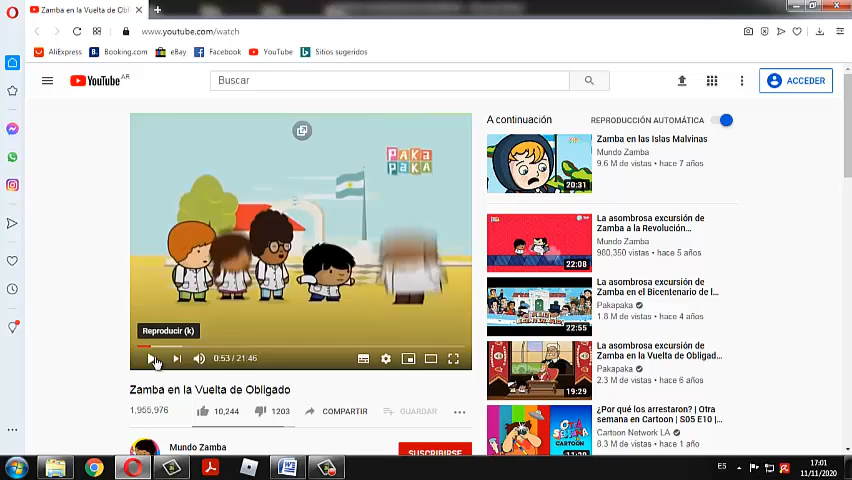 Zamba en la Vuelta de Obl
www.youtube.com/watch
AliExpress Booking.com eBay Facebook YouTube Sitios sugeridos
YouTube AR
Buscar
ACCEDER
A continuación REPRODUCCIÓN AUTOMÁTICA
PAKA PAKA
Zamba en las Islas Malvinas
Mundo Zamba
9.6 M de vistas • hace 7 años
20:31
La asombrosa excursión de
Zamba a la Revolución...
Mundo Zamba
980,350 vistas • hace 5 años
22:08
La asombrosa excursión de
Zamba en el Bicentenario de l...
Pakapaka
1.8 M de vistas • hace 4 años
22:55
La asombrosa excursión de
Zamba en la Vuelta de Obligad...
Pakapaka
2.3 M de vistas • hace 6 años
19:29
¿Por qué los arrestaron? | Otra
semana en Cartoon | S05 E10 |...
Cartoon Network LA
8.3 M de vistas • hace 1 año
Reproducir (k)
0:53 / 21:46
Zamba en la Vuelta de Obligado
1,955,976 10,244 1203 COMPARTIR GUARDAR
Mundo Zamba
SUSCRIBIRSE
ES
17:01
11/11/2020